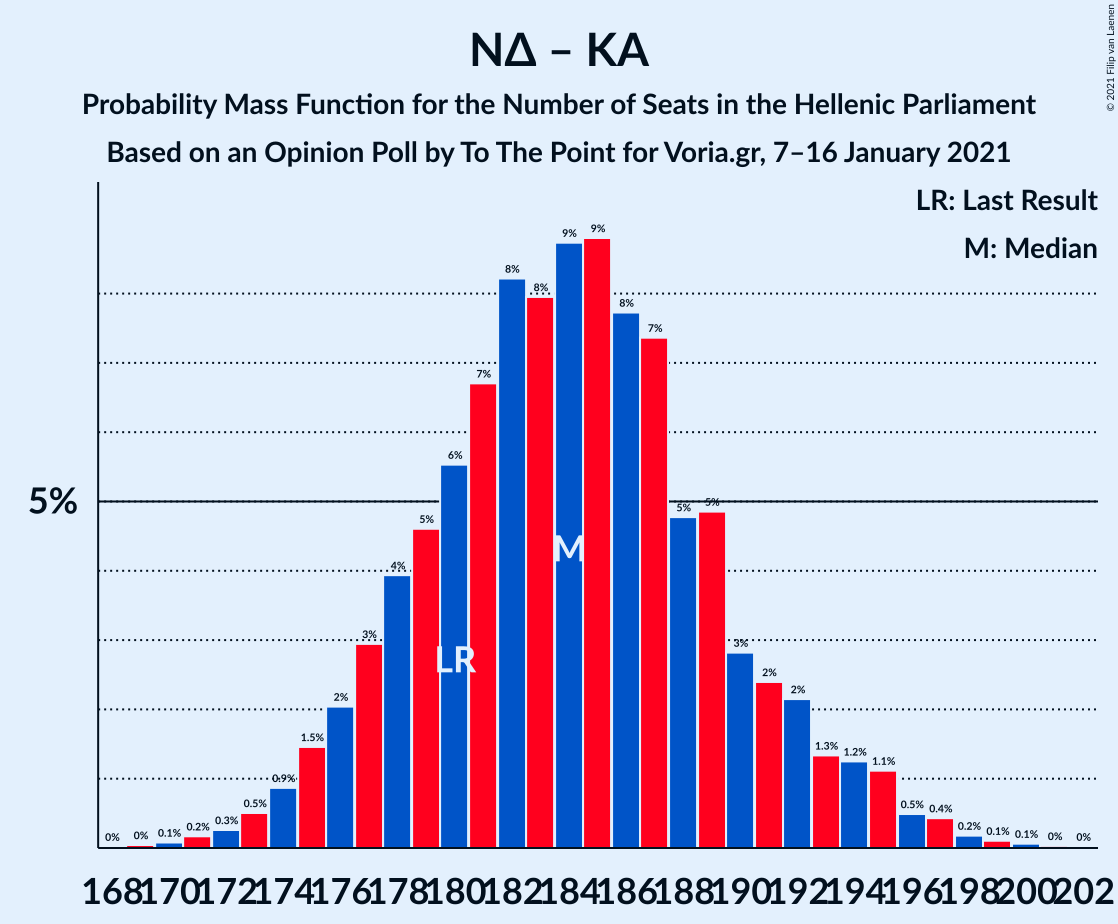 © 2021 Filip van Laenen
ΝΔ – ΚΑ
Probability Mass Function for the Number of Seats in the Hellenic Parliament
Based on an Opinion Poll by To The Point for Voria.gr, 7–16 January 2021
LR: Last Result
M: Median
5%
0% 0% 0.1% 0.2% 0.3% 0.5% 0.9% 1.5% 2% 3% 4% 5% 6% 7% 8% 8% 9% 9% 8% 7% 5% 5% 3% 2% 2% 1.3% 1.2% 1.1% 0.5% 0.4% 0.2% 0.1% 0.1% 0% 0%
M
LR
168 170 172 174 176 178 180 182 184 186 188 190 192 194 196 198 200 202